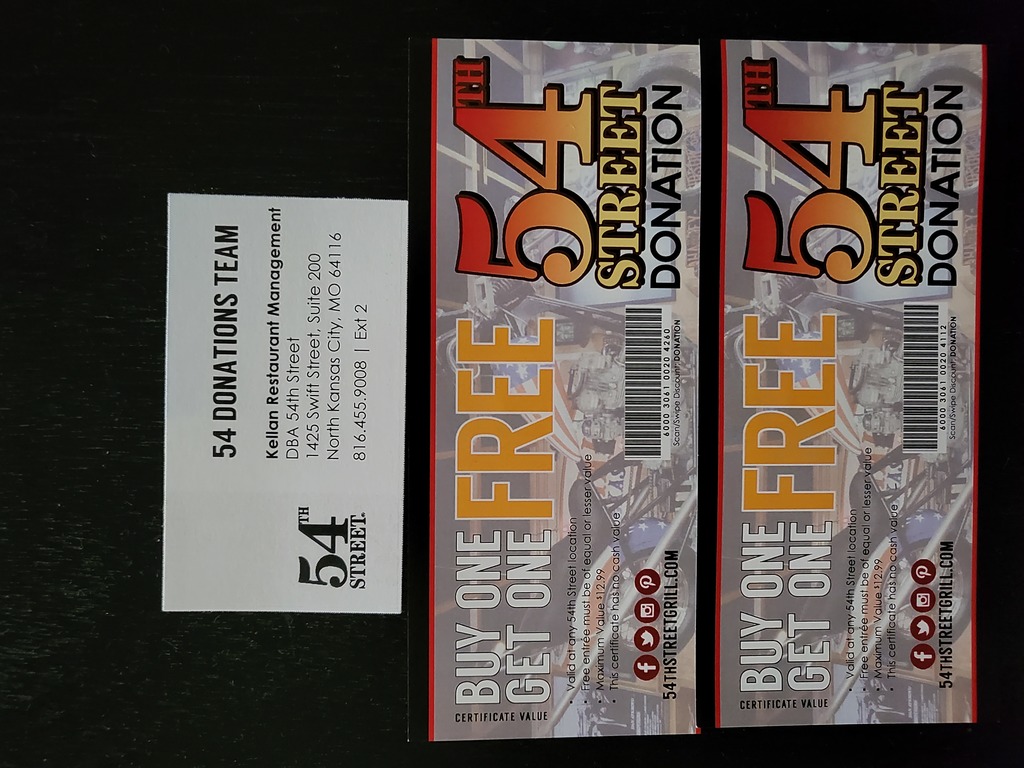 54 DONATIONS TEAM
Kellan Restaurant Management
DBA 54th Street
1425 Swift Street, Suite 200
North Kansas City, MO 64116
816.455.9008 | Ext 2
54TH
STREET®
CERTIFICATE VALUE
BUY ONE
GET ONE
FREE
• Valid at any 54th Street location
• Free entrée must be of equal or lesser value
• Maximum Value $12.99
• This certificate has no cash value
54THSTREETGRILL.COM
6000 3061 0020 4260
Scan/Swipe Discount: DONATION
54TH
STREET
DONATION
CERTIFICATE VALUE
BUY ONE
GET ONE
FREE
• Valid at any 54th Street location
• Free entrée must be of equal or lesser value
• Maximum Value $12.99
• This certificate has no cash value
54THSTREETGRILL.COM
6000 3061 0020 4112
Scan/Swipe Discount: DONATION
54TH
STREET
DONATION